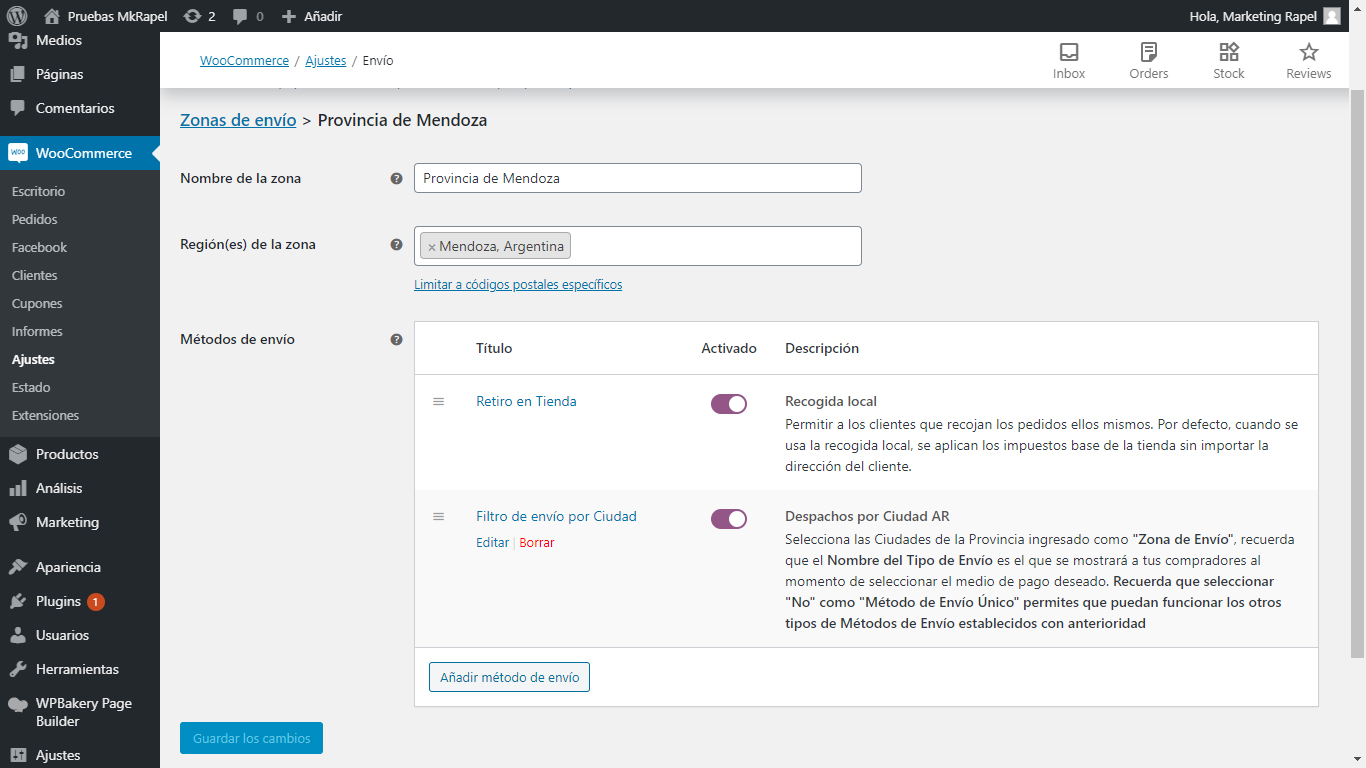 Pruebas MkRapel 2 0 Añadir Hola, Marketing Rapel
Medios
Páginas
Comentarios
WooCommerce
Escritorio
Pedidos
Facebook
Clientes
Cupones
Informes
Ajustes
Estado
Extensiones
Productos
Análisis
Marketing
Apariencia
Plugins 1
Usuarios
Herramientas
WPBakery Page
Builder
Ajustes
WooCommerce / Ajustes / Envío
Inbox Orders Stock Reviews
Zonas de envío > Provincia de Mendoza
Nombre de la zona ? Provincia de Mendoza
Región(es) de la zona ? × Mendoza, Argentina
Limitar a códigos postales específicos
Métodos de envío ?
Título Activado Descripción
Retiro en Tienda Recogida local
Permitir a los clientes que recojan los pedidos ellos mismos. Por defecto, cuando se
usa la recogida local, se aplican los impuestos base de la tienda sin importar la
dirección del cliente.
Filtro de envío por Ciudad Despachos por Ciudad AR
Editar | Borrar
Selecciona las Ciudades de la Provincia ingresado como "Zona de Envío", recuerda
que el Nombre del Tipo de Envío es el que se mostrará a tus compradores al
momento de seleccionar el medio de pago deseado. Recuerda que seleccionar
"No" como "Método de Envío Único" permites que puedan funcionar los otros
tipos de Métodos de Envío establecidos con anterioridad
Añadir método de envío
Guardar los cambios